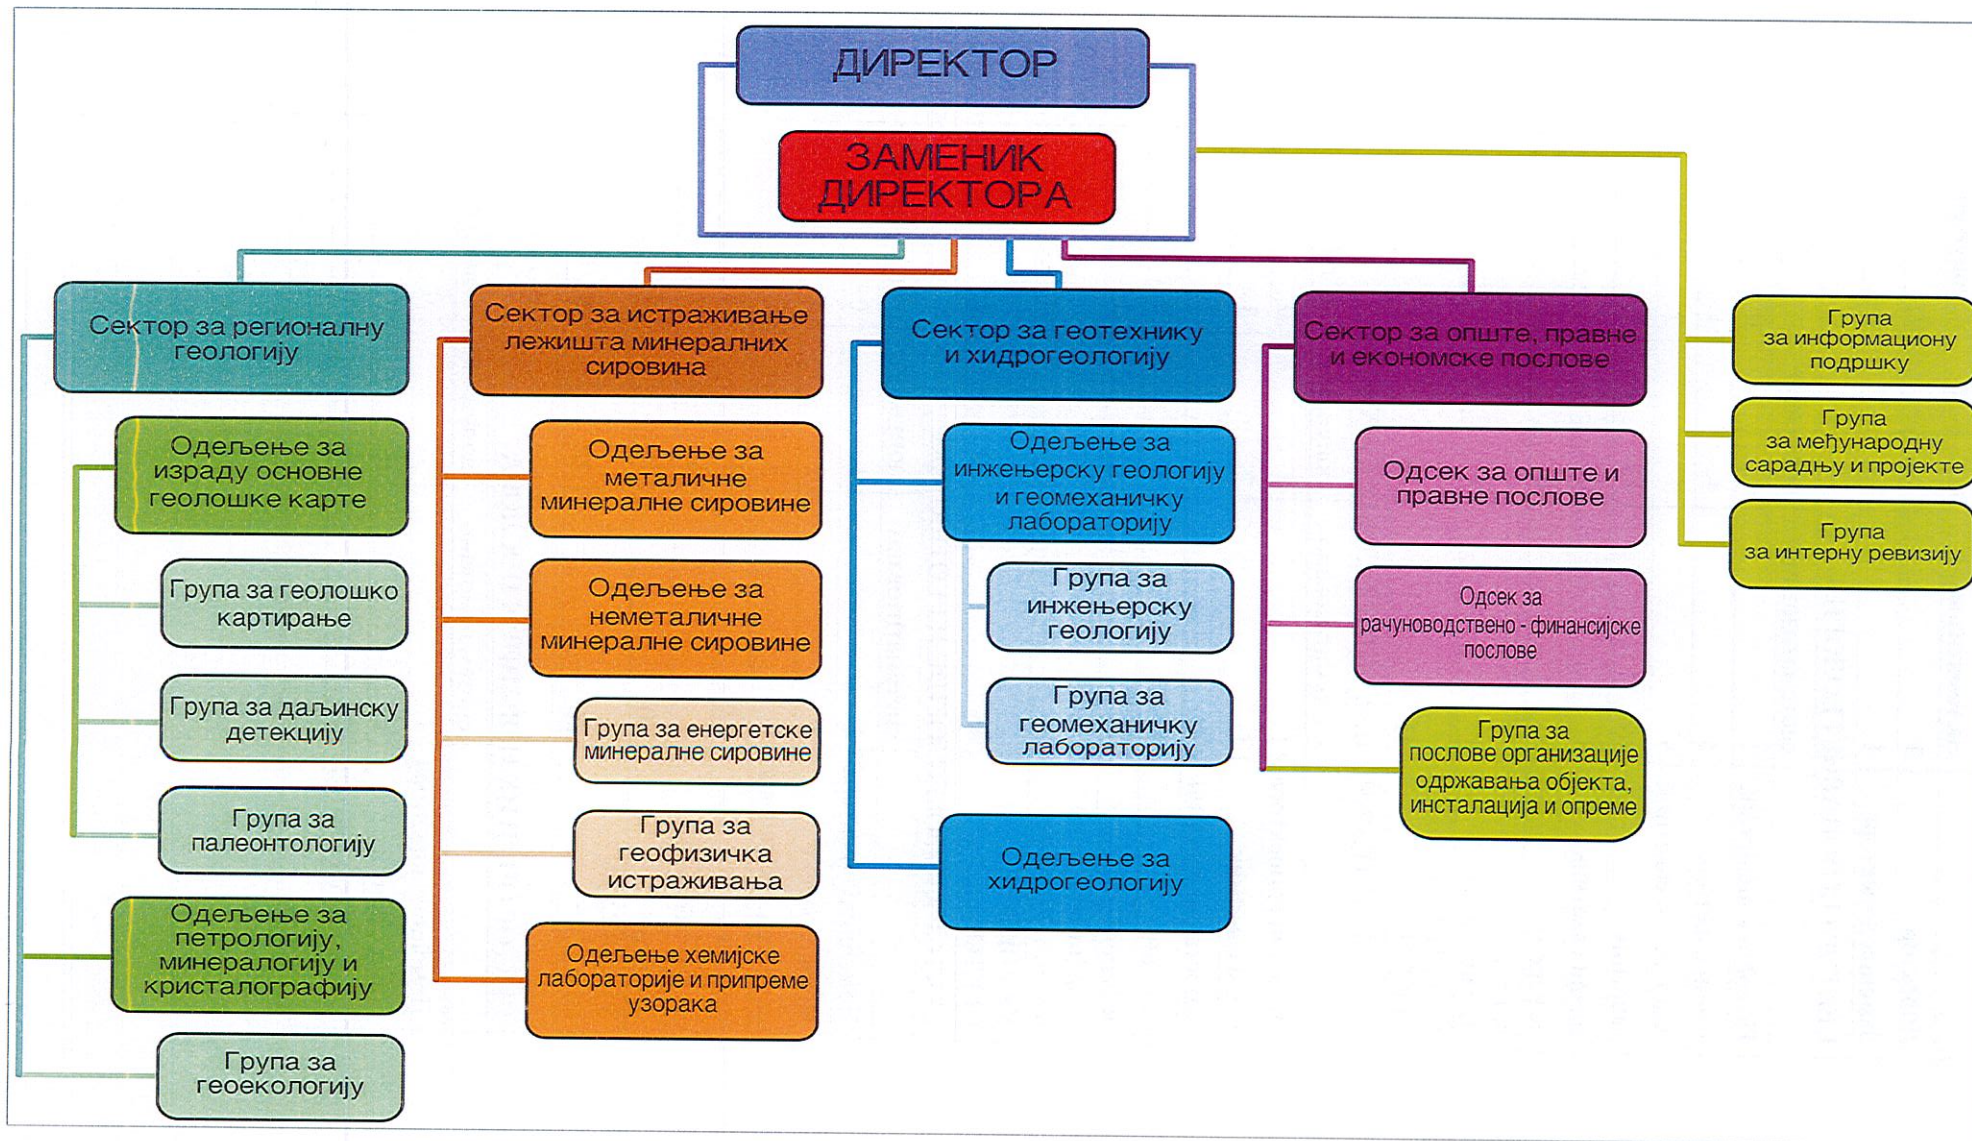 ДИРЕКТОР
ЗАМЕНИК
ДИРЕКТОРА
Сектор за регионалну
геологију
Одељење за
израду основне
геолошке карте
Група за геолошко
картирање
Група за даљинску
детекцију
Група за
палеонтологију
Одељење за
петрологију,
минералогију и
кристалографију
Група за
геоекологију
Сектор за истраживање
лежишта минералних
сировина
Одељење за
металичне
минералне сировине
Одељење за
неметаличне
минералне сировине
Група за енергетске
минералне сировине
Група за
геофизичка
истраживања
Одељење хемијске
лабораторије и припреме
узорака
Сектор за геотехнику
и хидрогеологију
Одељење за
инжењерску геологију
и геомеханичку
лабораторију
Група за
инжењерску
геологију
Група за
геомеханичку
лабораторију
Одељење за
хидрогеологију
Сектор за опште, правне
и економске послове
Одсек за опште и
правне послове
Одсек за
рачуноводствено - финансијске
послове
Група за
послове организације
одржавања објекта,
инсталација и опреме
Група
за информациону
подршку
Група
за међународну
сарадњу и пројекте
Група
за интерну ревизију